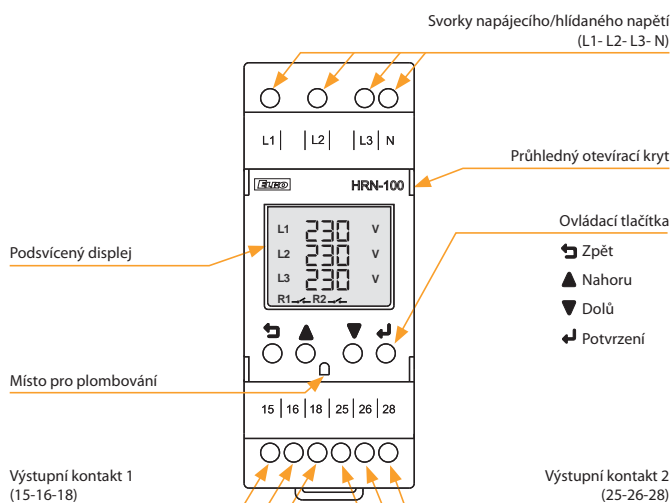 Svorky napájecího/hlídaného napětí
(L1- L2- L3- N)
L1 L2 L3 N
Průhledný otevírací kryt
ELKO HRN-100
Ovládací tlačítka
L1 230 V
L2 230 V
L3 230 V
R1 R2
Podsvícený displej
Zpět
Nahoru
Dolů
Potvrzení
Místo pro plombování
15 16 18 25 26 28
Výstupní kontakt 1
(15-16-18)
Výstupní kontakt 2
(25-26-28)